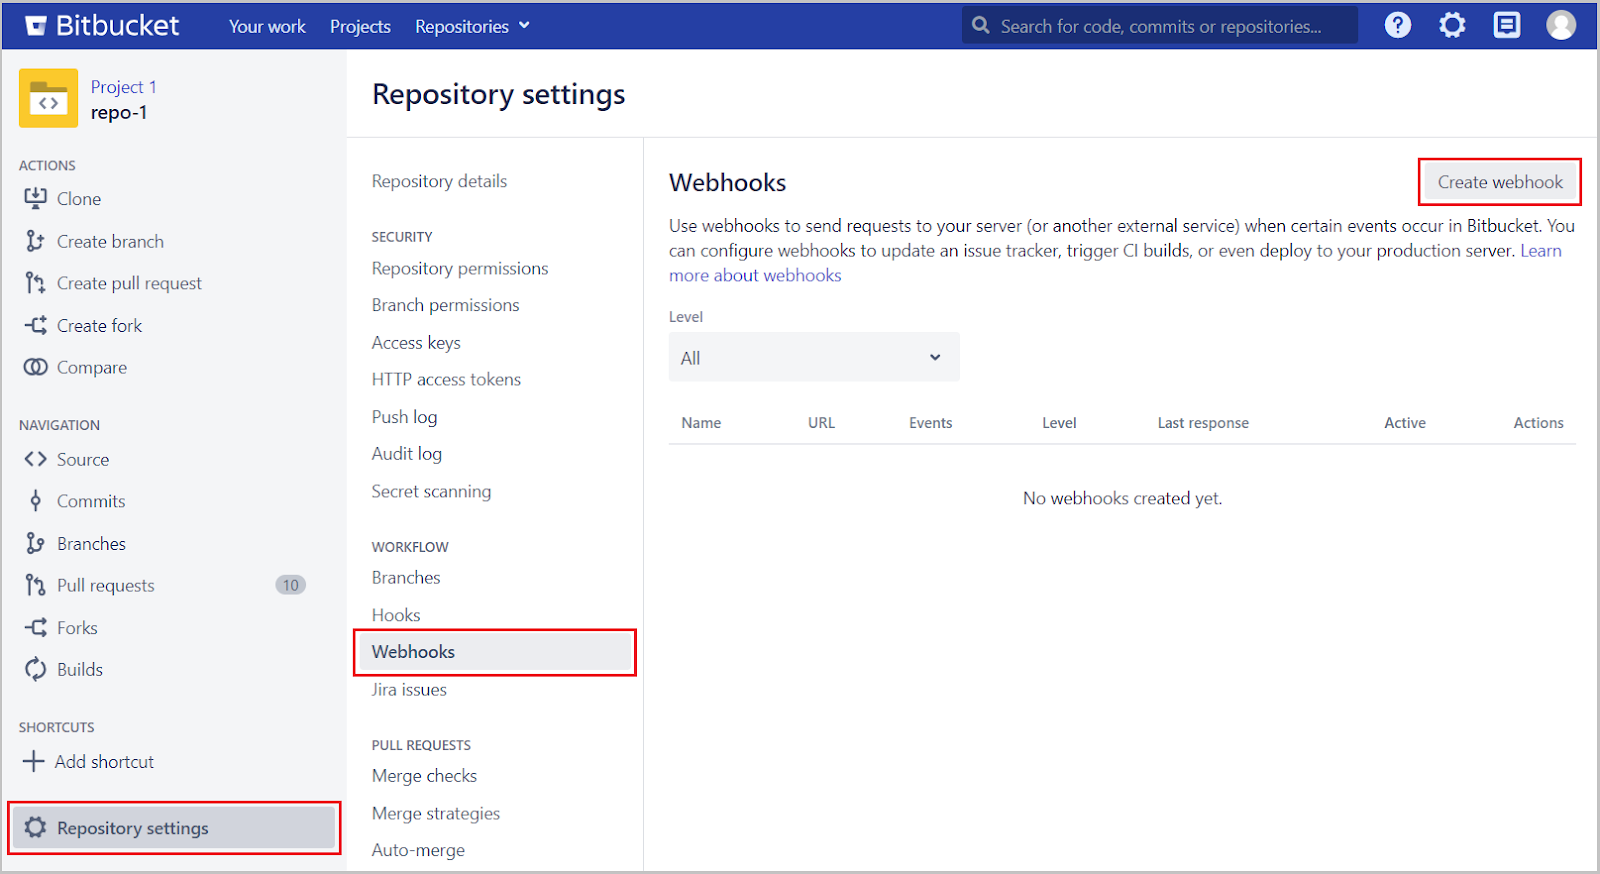 Bitbucket
Your work
Projects
Repositories
Search for code, commits or repositories...
Project 1
repo-1
ACTIONS
Clone
Create branch
Create pull request
Create fork
Compare
NAVIGATION
Source
Commits
Branches
Pull requests
10
Forks
Builds
SHORTCUTS
Add shortcut
Repository settings
Repository settings
Repository details
SECURITY
Repository permissions
Branch permissions
Access keys
HTTP access tokens
Push log
Audit log
Secret scanning
WORKFLOW
Branches
Hooks
Webhooks
Jira issues
PULL REQUESTS
Merge checks
Merge strategies
Auto-merge
Webhooks
Create webhook
Use webhooks to send requests to your server (or another external service) when certain events occur in Bitbucket. You
can configure webhooks to update an issue tracker, trigger CI builds, or even deploy to your production server. Learn
more about webhooks
Level
All
Name URL Events Level Last response Active Actions
No webhooks created yet.